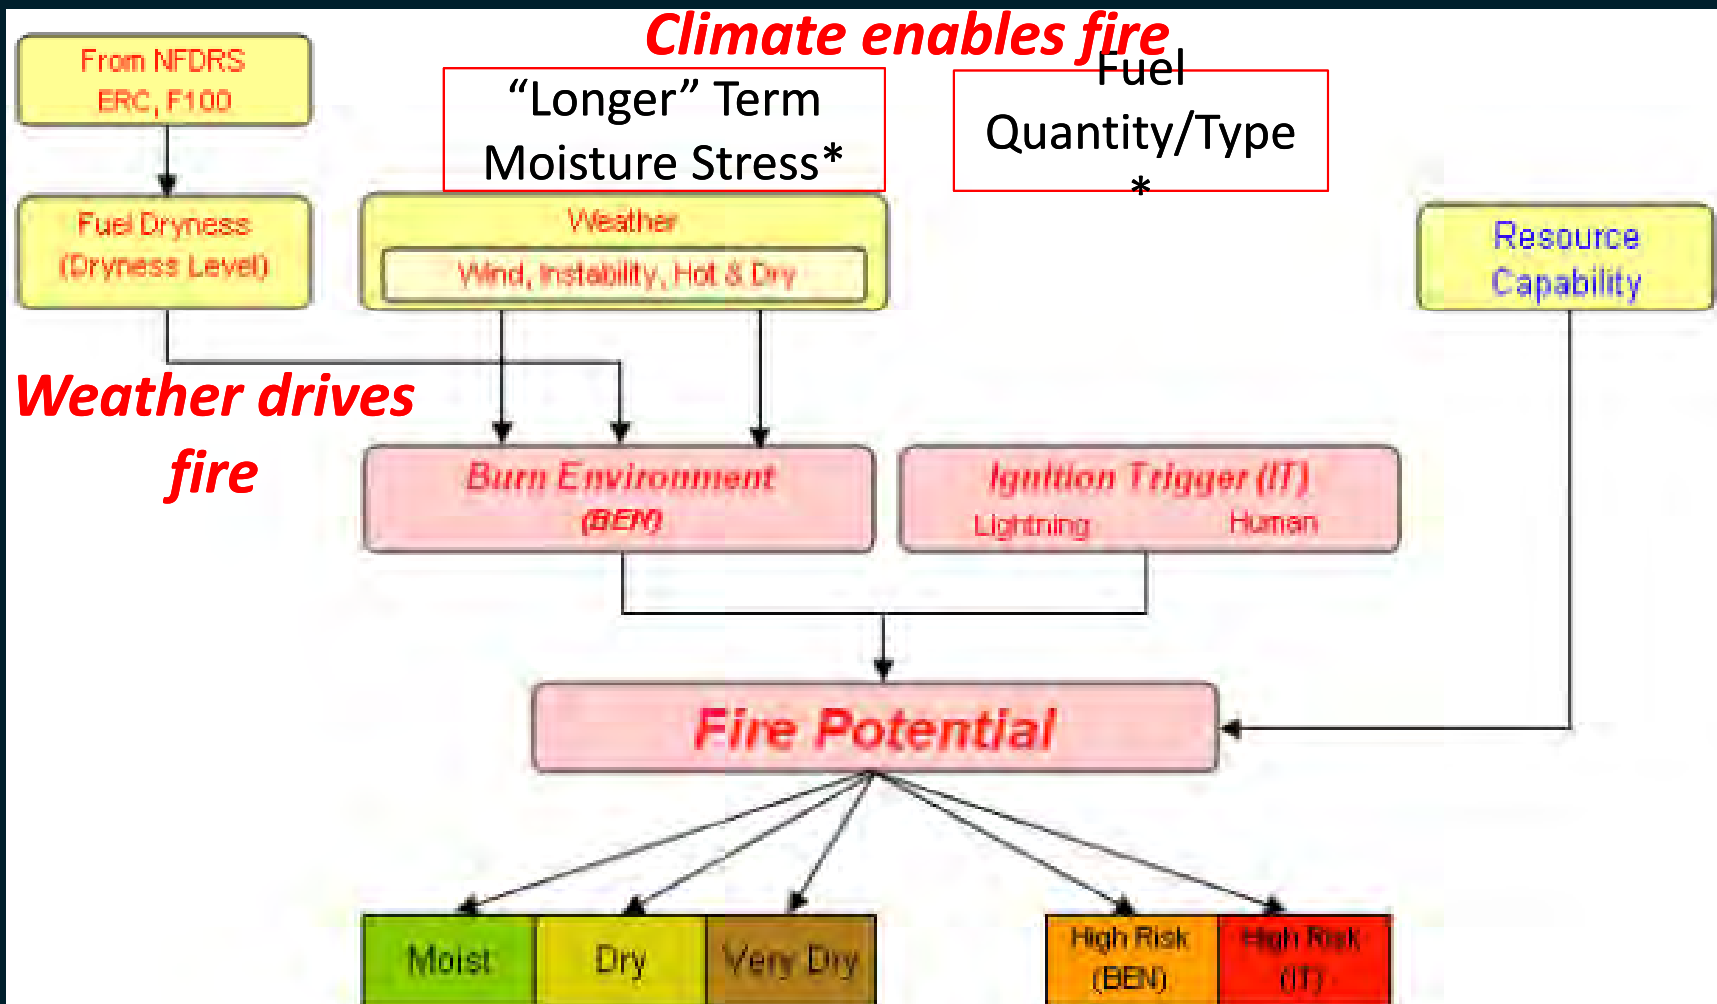 Climate enables fire
From NFDRS
ERC, F100
“Longer” Term
Moisture Stress*
Fuel
Quantity/Type
*
Fuel Dryness
(Dryness Level)
Weather
Wind, Instability, Hot & Dry
Resource
Capability
Weather drives
fire
Burn Environment
(BEN)
Ignition Trigger (IT)
Lightning
Human
Fire Potential
Moist
Dry
Very Dry
High Risk
(BEN)
High Risk
(IT)